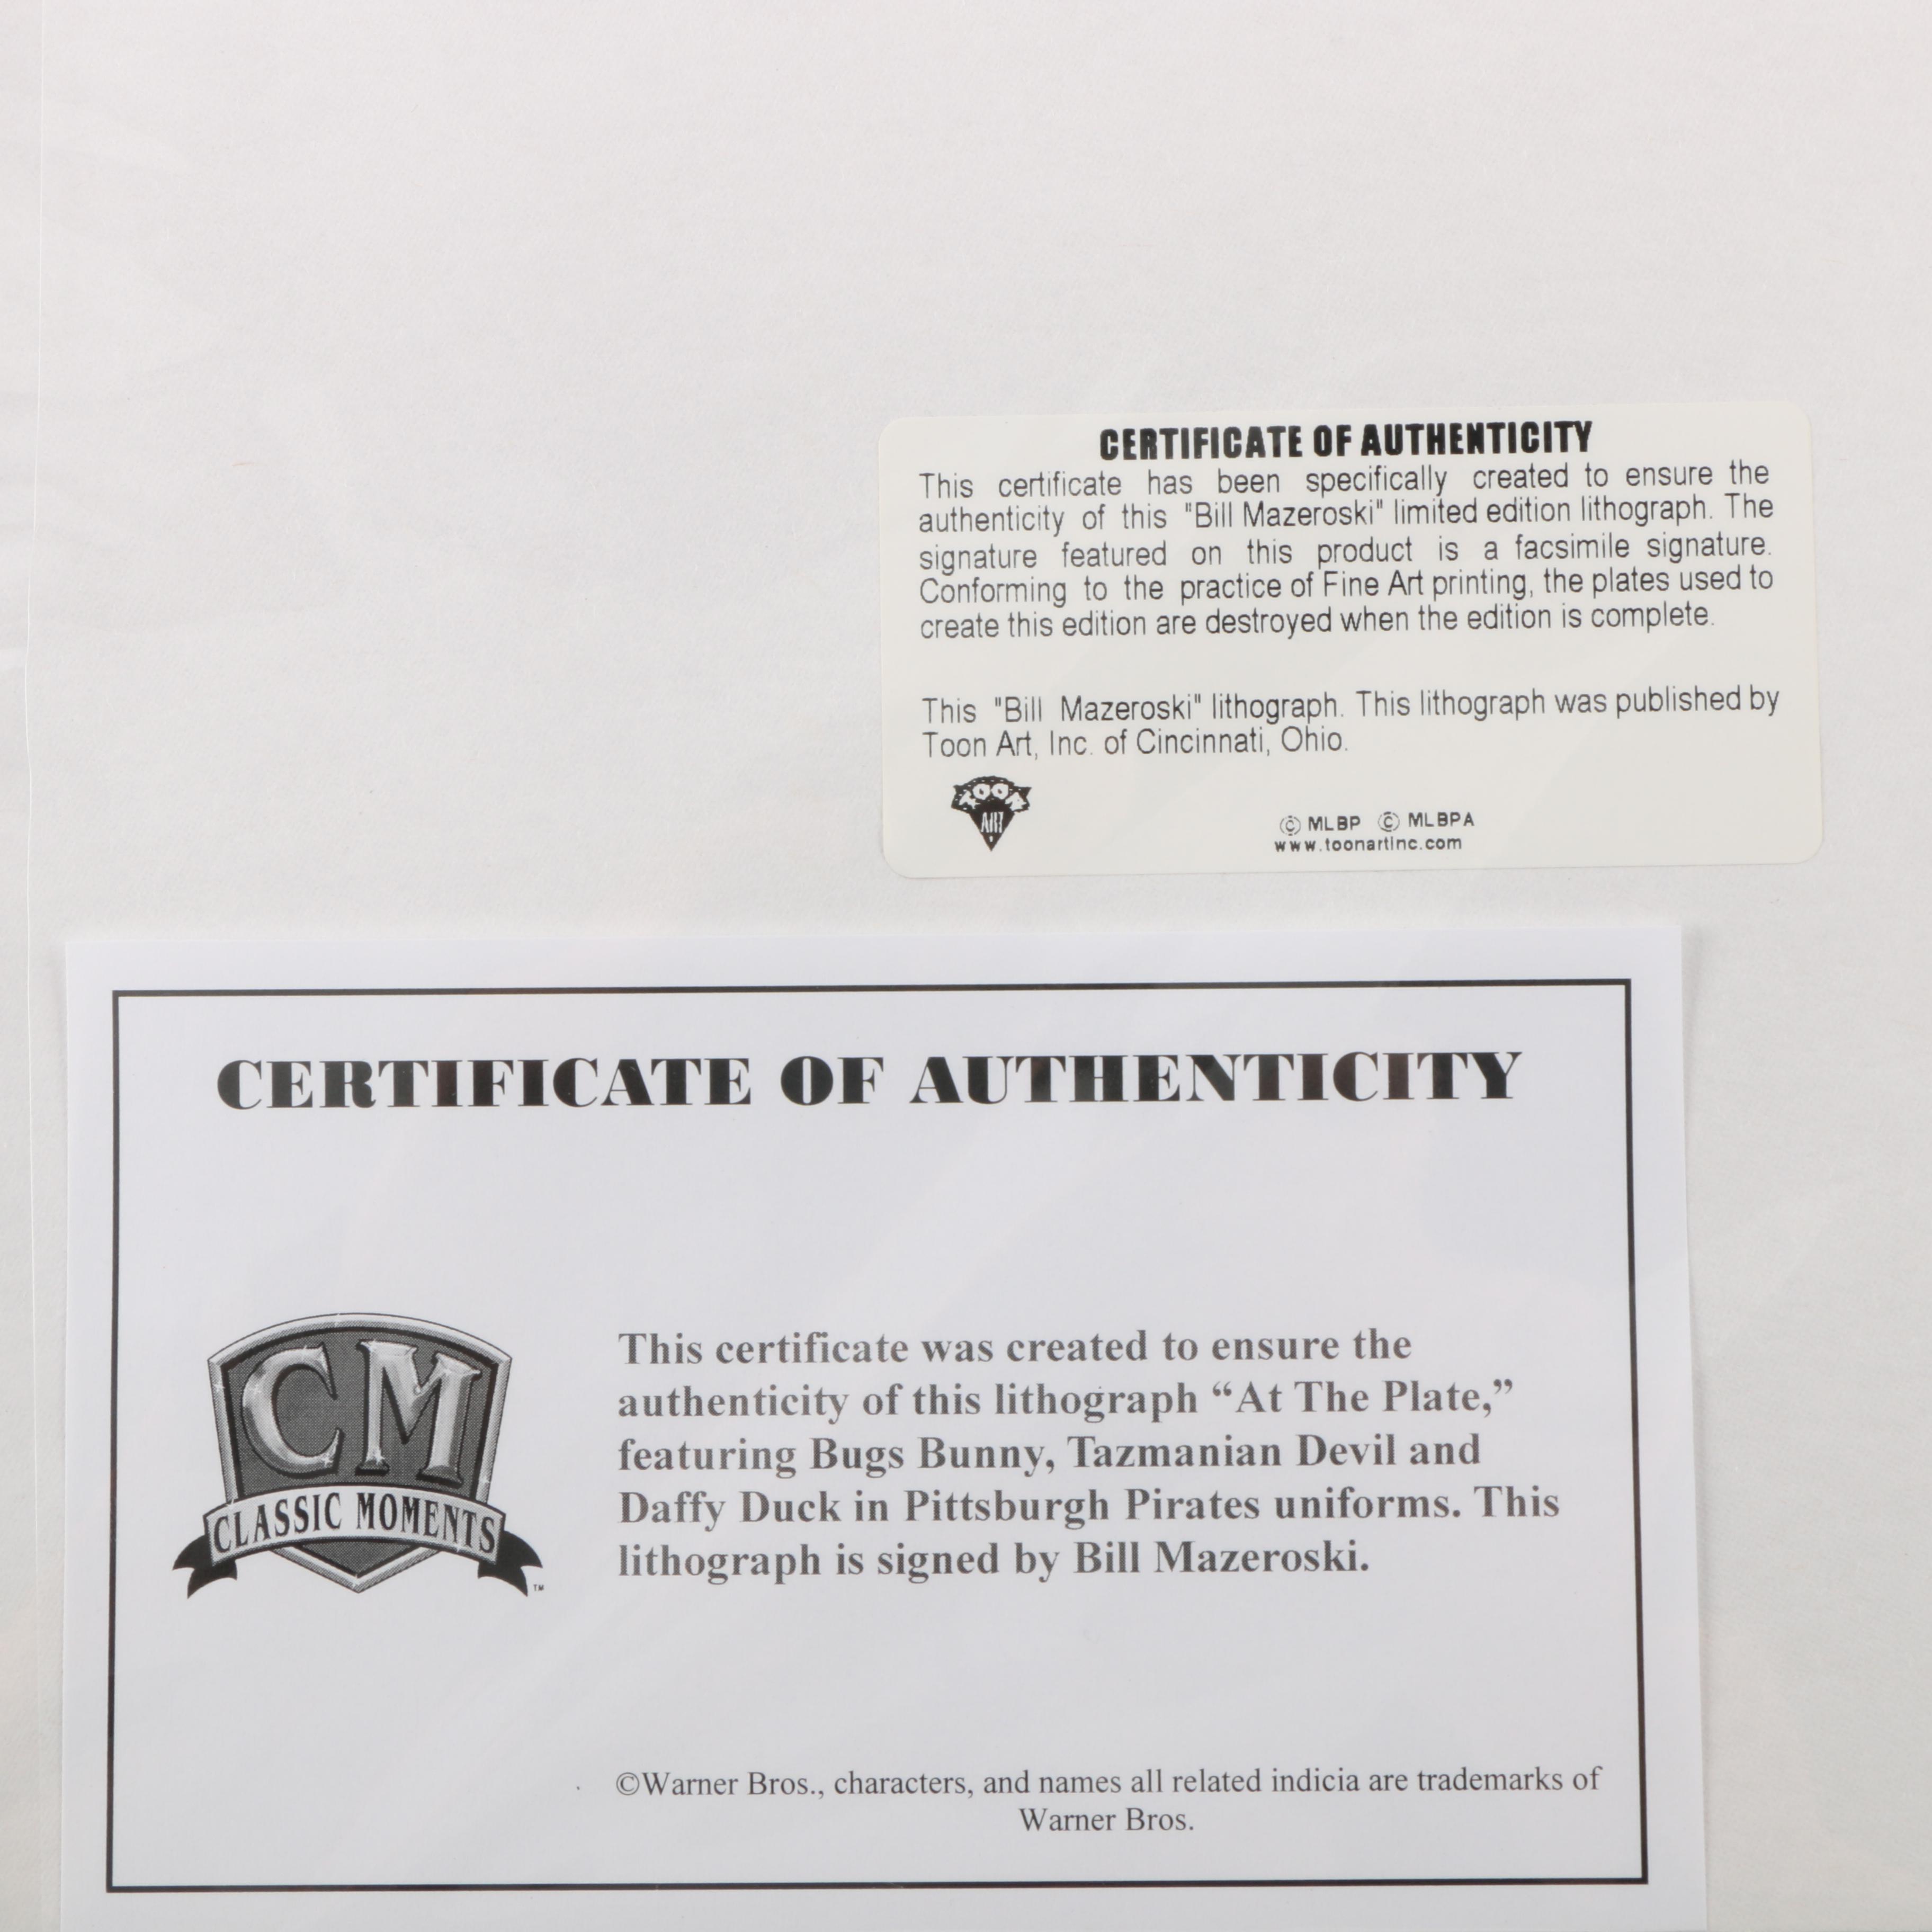 CERTIFICATE OF AUTHENTICITY
This certificate has been specifically created to ensure the
authenticity of this "Bill Mazeroski" limited edition lithograph. The
signature featured on this product is a facsimile signature.
Conforming to the practice of Fine Art printing, the plates used to
create this edition are destroyed when the edition is complete.
This "Bill Mazeroski" lithograph. This lithograph was published by
Toon Art, Inc. of Cincinnati, Ohio.
TOON
ART
© MLBP © MLBPA
www.toonartinc.com
CERTIFICATE OF AUTHENTICITY
CM
CLASSIC MOMENTS
TM
This certificate was created to ensure the
authenticity of this lithograph “At The Plate,”
featuring Bugs Bunny, Tazmanian Devil and
Daffy Duck in Pittsburgh Pirates uniforms. This
lithograph is signed by Bill Mazeroski.
©Warner Bros., characters, and names all related indicia are trademarks of
Warner Bros.